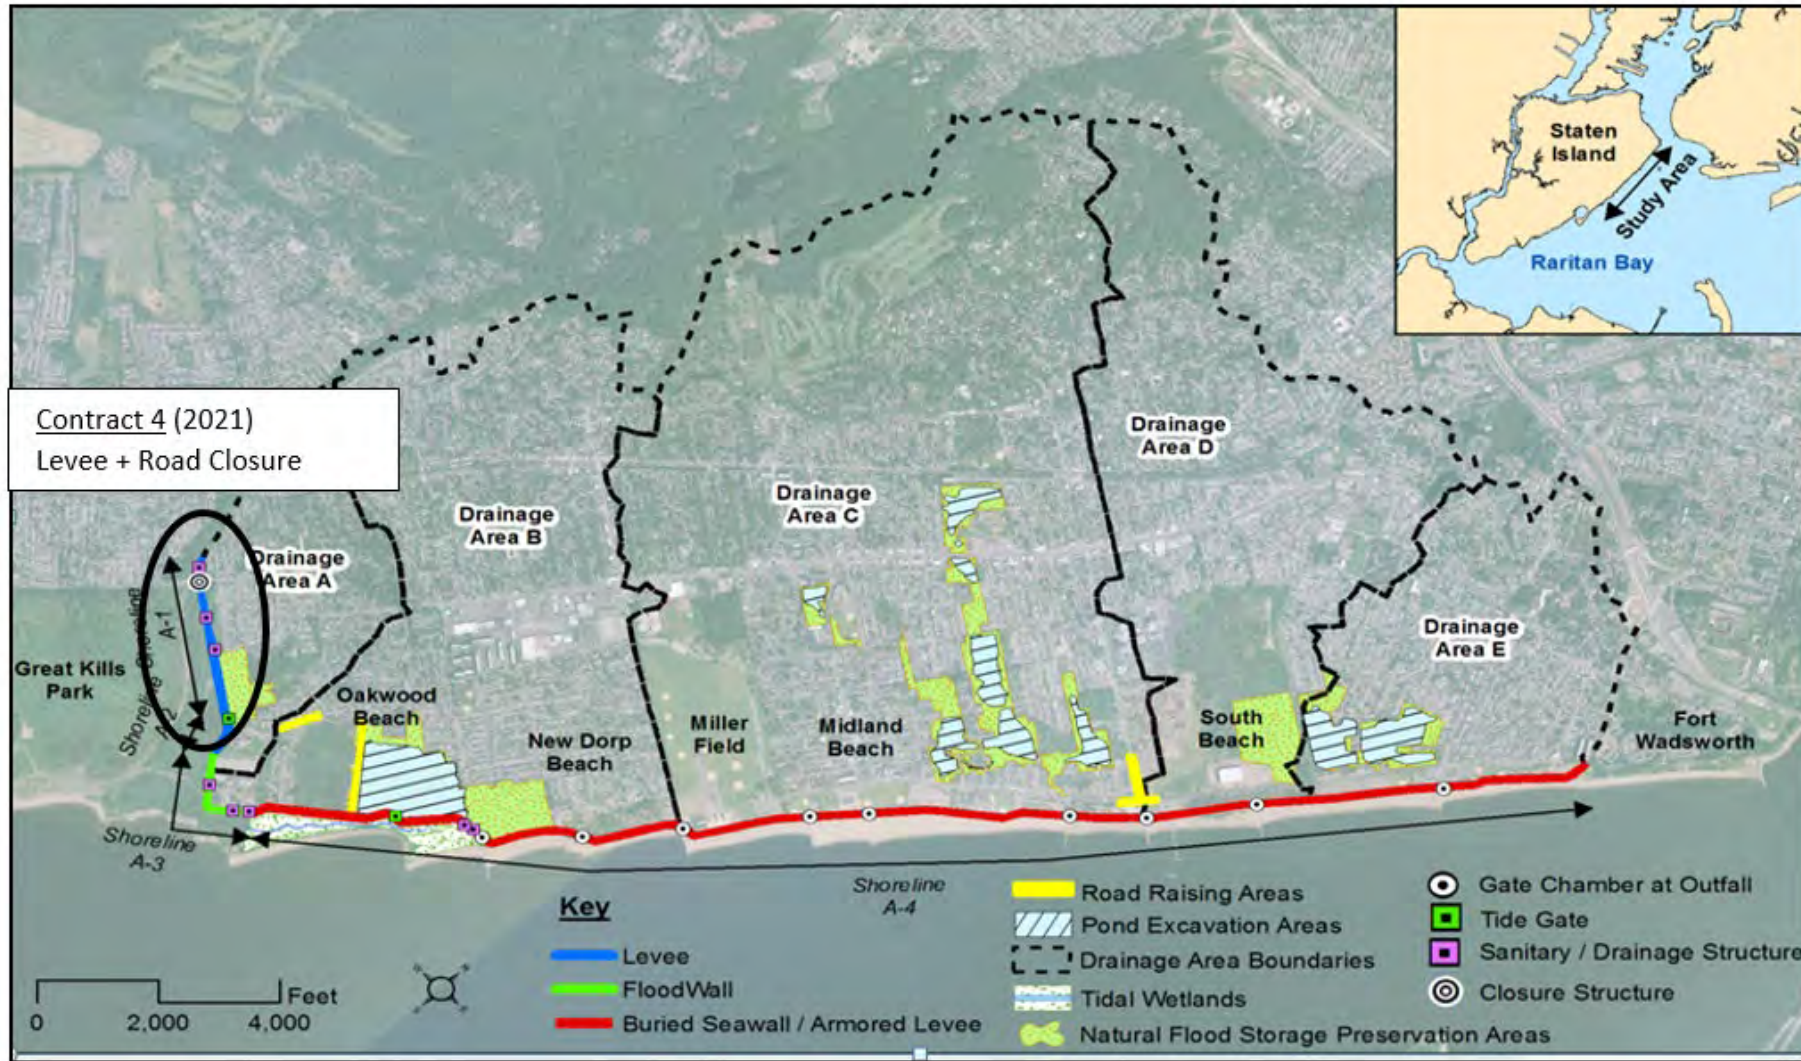 Staten
Island
Study Area
Raritan Bay
Contract 4 (2021)
Levee + Road Closure
Drainage
Area A
Drainage
Area B
Drainage
Area C
Drainage
Area D
Drainage
Area E
Shoreline
A-1
Shoreline
A-2
Great Kills
Park
Oakwood
Beach
New Dorp
Beach
Miller
Field
Midland
Beach
South
Beach
Fort
Wadsworth
Shoreline
A-3
Shoreline
A-4
Key
Levee
FloodWall
Buried Seawall / Armored Levee
Road Raising Areas
Pond Excavation Areas
Drainage Area Boundaries
Tidal Wetlands
Natural Flood Storage Preservation Areas
Gate Chamber at Outfall
Tide Gate
Sanitary / Drainage Structure
Closure Structure
Feet
0 2,000 4,000